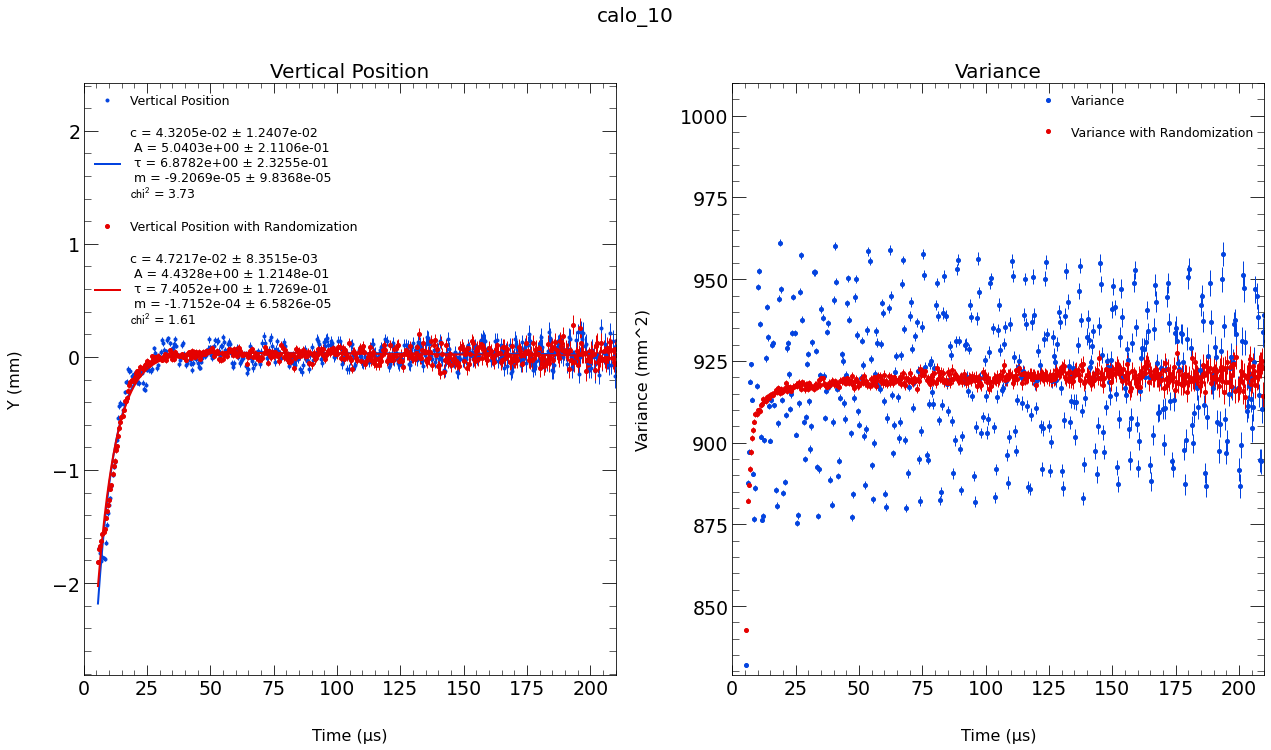 calo_10
Vertical Position
Vertical Position
c = 4.3205e-02 ± 1.2407e-02
A = 5.0403e+00 ± 2.1106e-01
τ = 6.8782e+00 ± 2.3255e-01
m = -9.2069e-05 ± 9.8368e-05
chi² = 3.73
Vertical Position with Randomization
c = 4.7217e-02 ± 8.3515e-03
A = 4.4328e+00 ± 1.2148e-01
τ = 7.4052e+00 ± 1.7269e-01
m = -1.7152e-04 ± 6.5826e-05
chi² = 1.61
2
1
0
−1
−2
Y (mm)
0 25 50 75 100 125 150 175 200
Time (μs)
Variance
Variance
Variance with Randomization
1000
975
950
925
900
875
850
Variance (mm^2)
0 25 50 75 100 125 150 175 200
Time (μs)